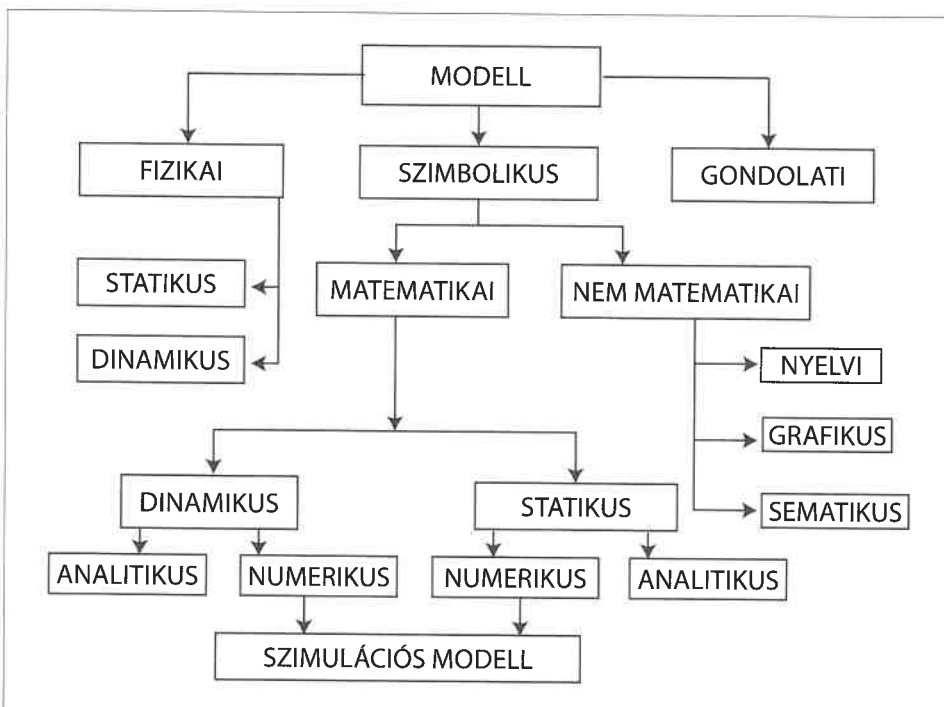 MODELL
FIZIKAI
SZIMBOLIKUS
GONDOLATI
STATIKUS
DINAMIKUS
MATEMATIKAI
NEM MATEMATIKAI
NYELVI
GRAFIKUS
SEMATIKUS
DINAMIKUS
STATIKUS
ANALITIKUS
NUMERIKUS
NUMERIKUS
ANALITIKUS
SZIMULÁCIÓS MODELL